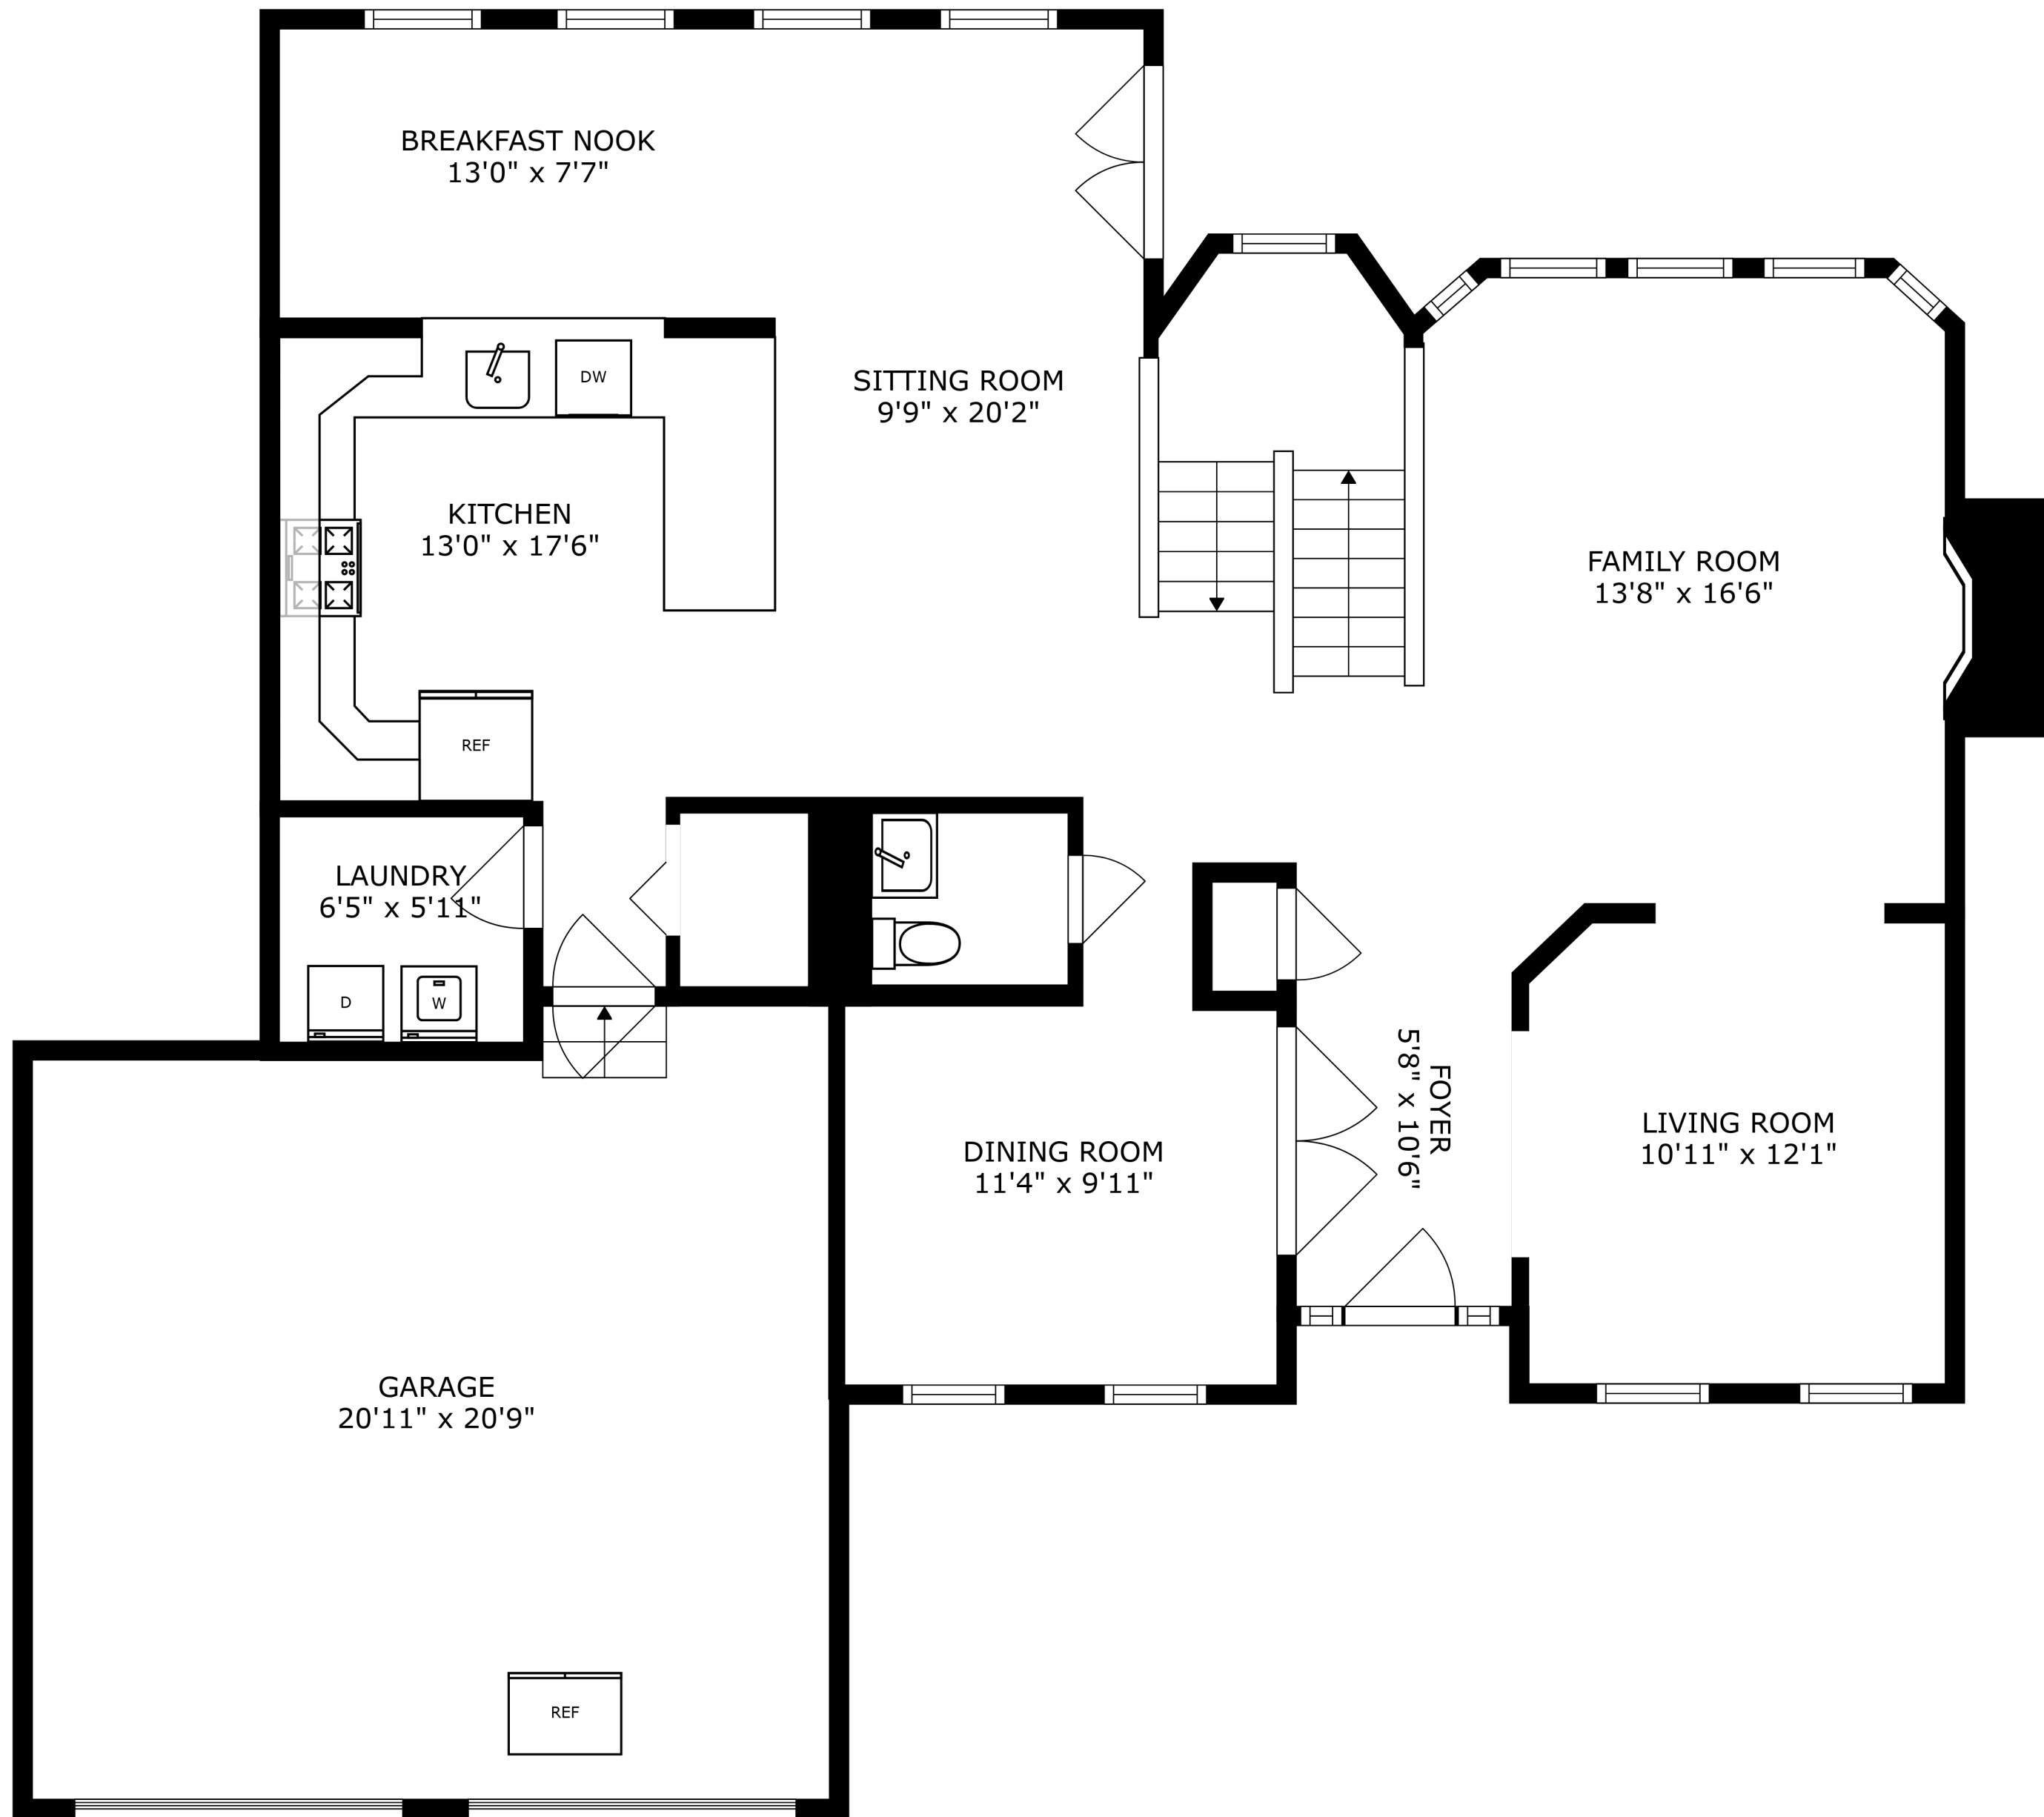 BREAKFAST NOOK
13'0" x 7'7"
SITTING ROOM
9'9" x 20'2"
DW
KITCHEN
13'0" x 17'6"
FAMILY ROOM
13'8" x 16'6"
REF
LAUNDRY
6'5" x 5'11"
D
W
FOYER
5'8" x 10'6"
LIVING ROOM
10'11" x 12'1"
DINING ROOM
11'4" x 9'11"
GARAGE
20'11" x 20'9"
REF